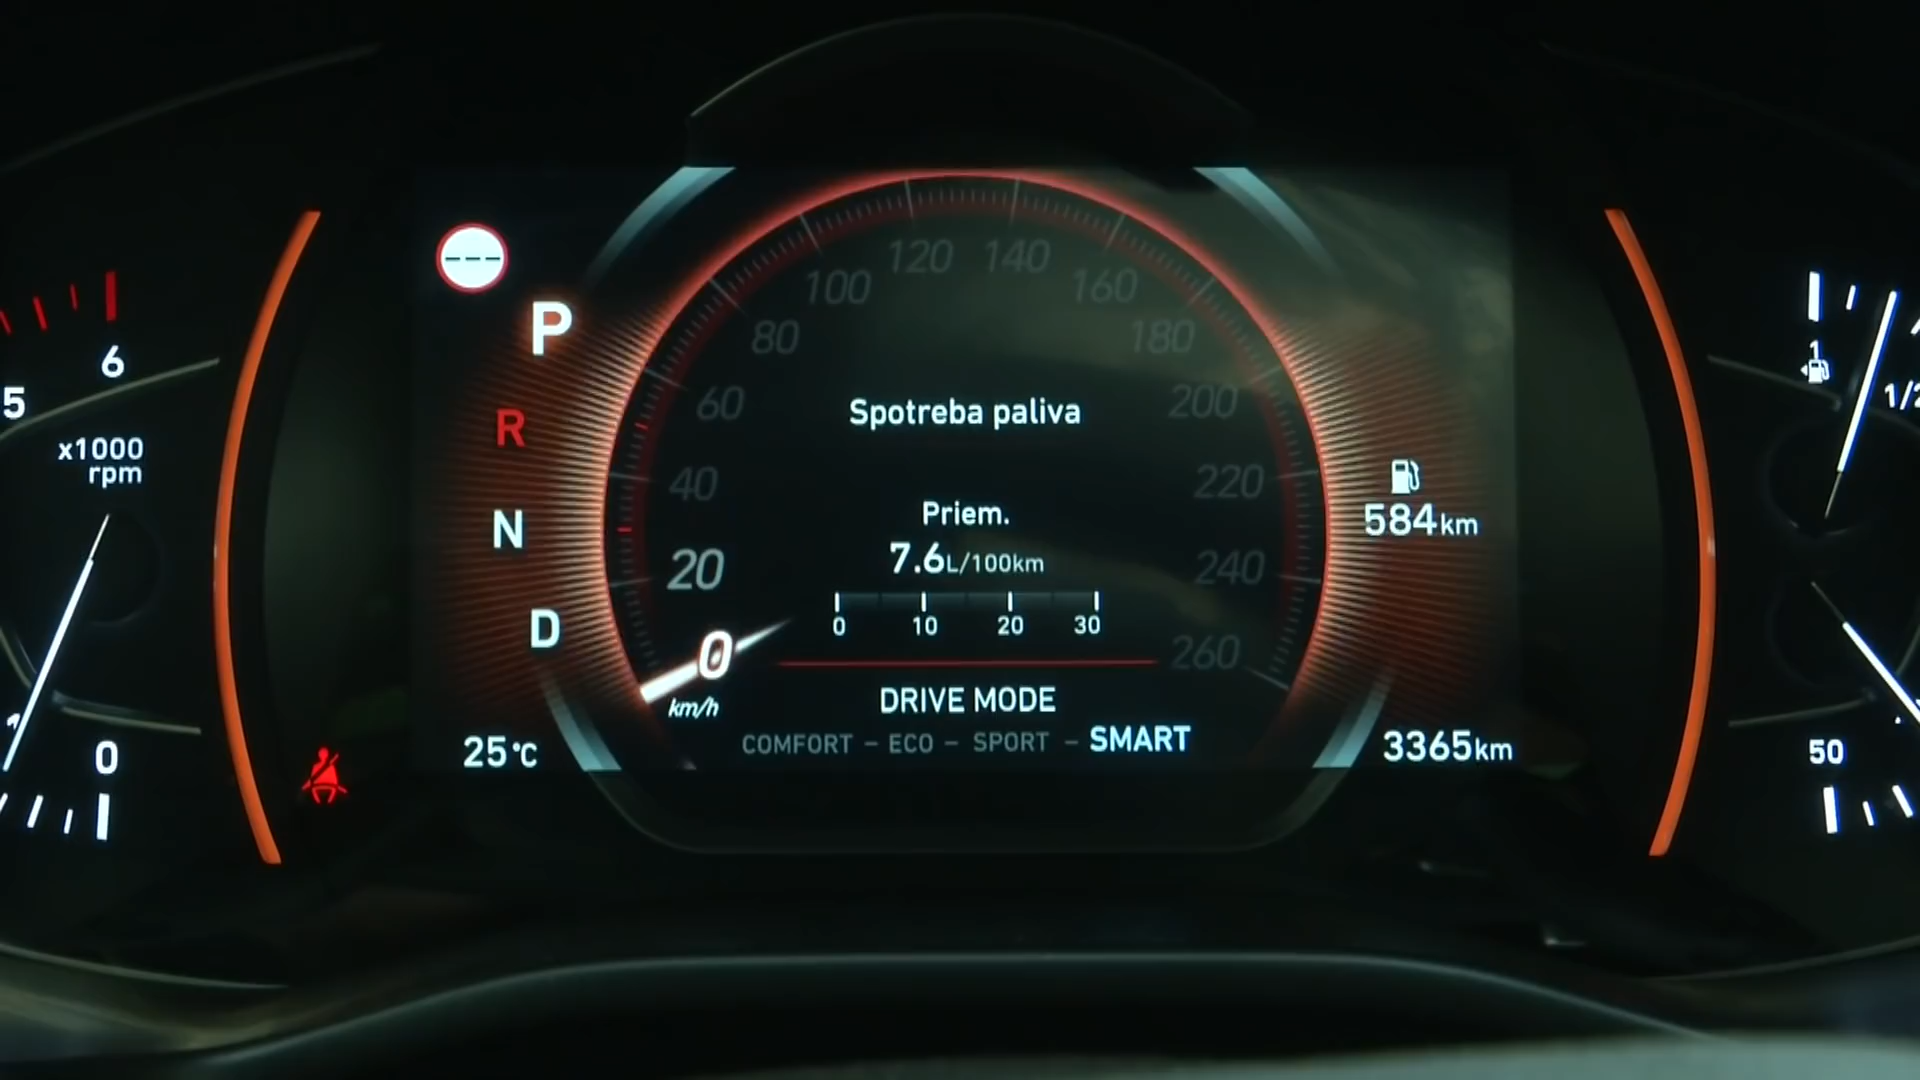 ---
P
R
N
D
6
5
x1000
rpm
1
0
120 140
100 160
80 180
60 200
40 220
20 240
0 260
km/h
Spotreba paliva
Priem.
7.6L/100km
0 10 20 30
DRIVE MODE
COMFORT - ECO - SPORT - SMART
25°C
584km
3365km
1
1/2
50